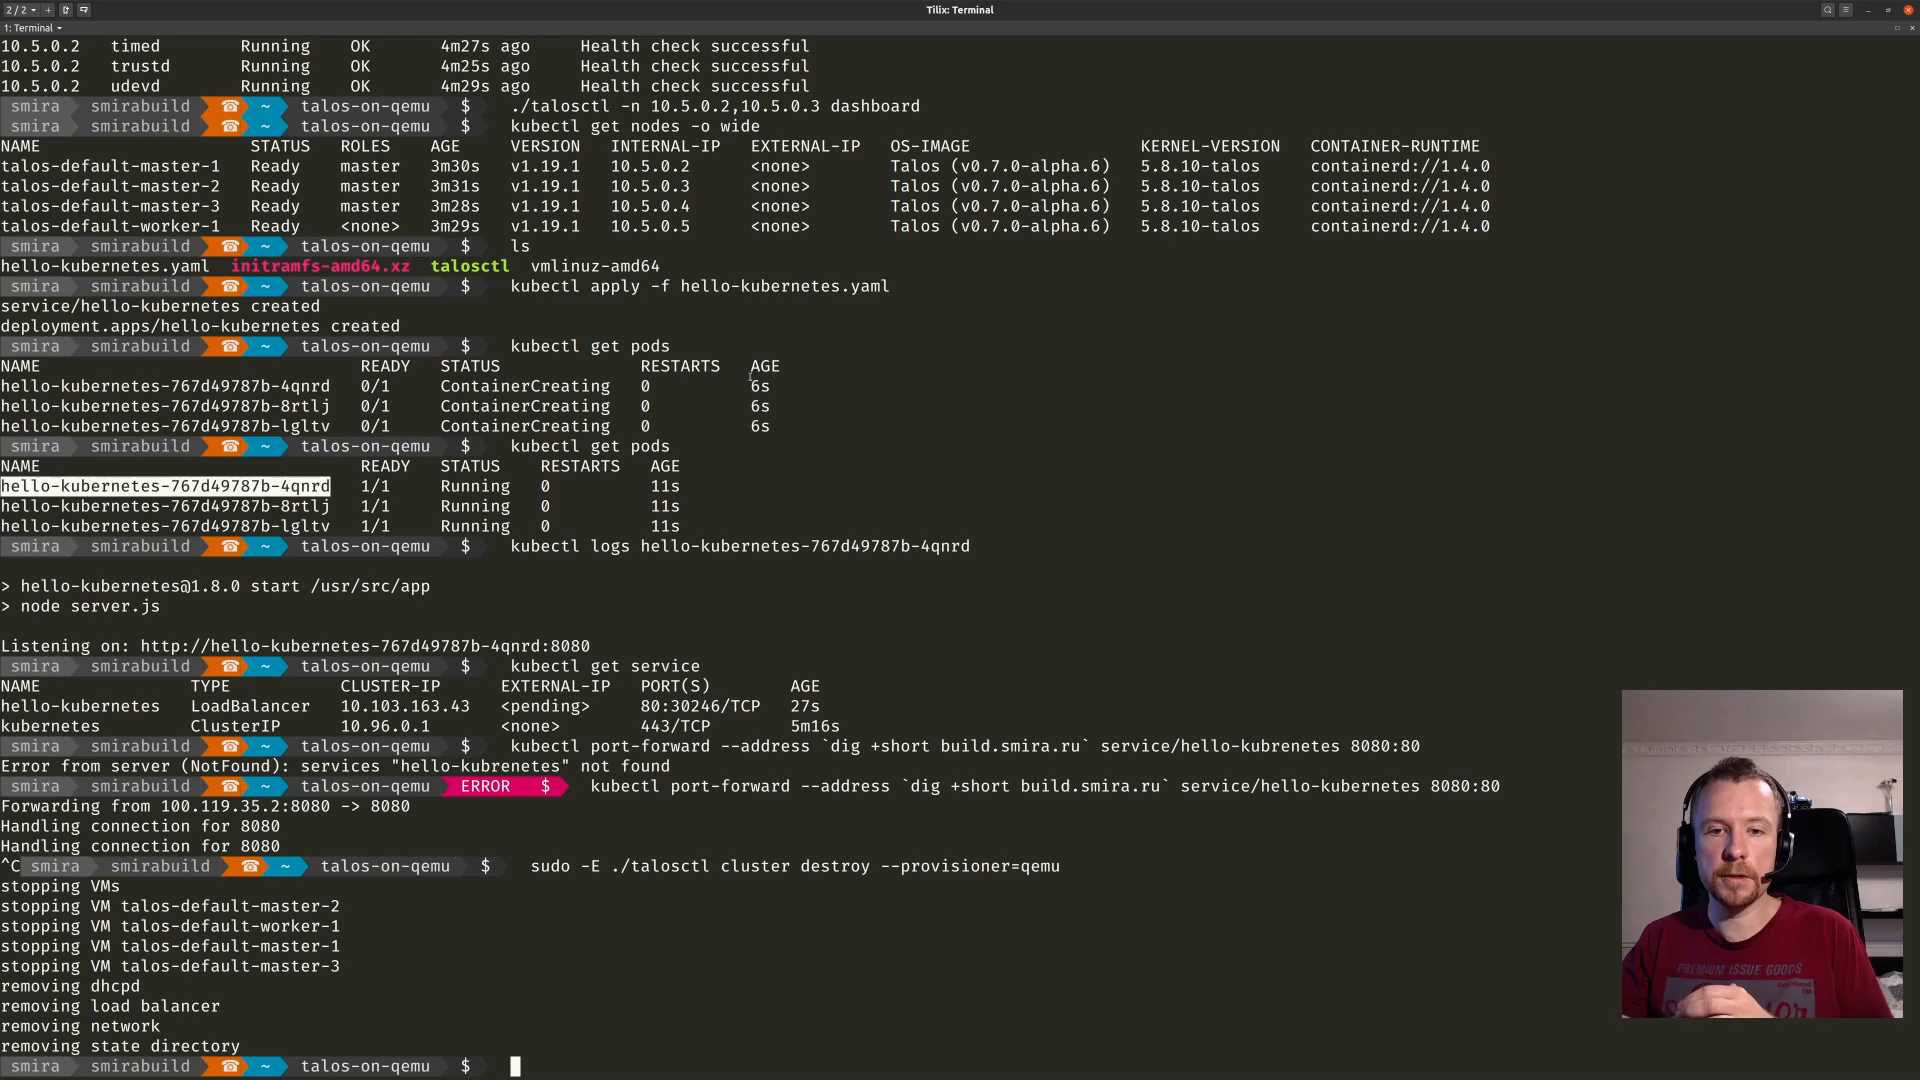 2 / 2
Tilix: Terminal
1: Terminal
10.5.0.2   timed        Running    OK       4m27s ago     Health check successful
10.5.0.2   trustd       Running    OK       4m25s ago     Health check successful
10.5.0.2   udevd        Running    OK       4m29s ago     Health check successful
smira smirabuild ~ talos-on-qemu $ ./talosctl -n 10.5.0.2,10.5.0.3 dashboard
smira smirabuild ~ talos-on-qemu $ kubectl get nodes -o wide
NAME                     STATUS   ROLES    AGE     VERSION   INTERNAL-IP   EXTERNAL-IP   OS-IMAGE                 KERNEL-VERSION   CONTAINER-RUNTIME
talos-default-master-1   Ready    master   3m30s   v1.19.1   10.5.0.2      <none>        Talos (v0.7.0-alpha.6)   5.8.10-talos     containerd://1.4.0
talos-default-master-2   Ready    master   3m31s   v1.19.1   10.5.0.3      <none>        Talos (v0.7.0-alpha.6)   5.8.10-talos     containerd://1.4.0
talos-default-master-3   Ready    master   3m28s   v1.19.1   10.5.0.4      <none>        Talos (v0.7.0-alpha.6)   5.8.10-talos     containerd://1.4.0
talos-default-worker-1   Ready    <none>   3m29s   v1.19.1   10.5.0.5      <none>        Talos (v0.7.0-alpha.6)   5.8.10-talos     containerd://1.4.0
smira smirabuild ~ talos-on-qemu $ ls
hello-kubernetes.yaml  initramfs-amd64.xz  talosctl  vmlinuz-amd64
smira smirabuild ~ talos-on-qemu $ kubectl apply -f hello-kubernetes.yaml
service/hello-kubernetes created
deployment.apps/hello-kubernetes created
smira smirabuild ~ talos-on-qemu $ kubectl get pods
NAME                                READY   STATUS              RESTARTS   AGE
hello-kubernetes-767d49787b-4qnrd   0/1     ContainerCreating   0          6s
hello-kubernetes-767d49787b-8rtlj   0/1     ContainerCreating   0          6s
hello-kubernetes-767d49787b-lgltv   0/1     ContainerCreating   0          6s
smira smirabuild ~ talos-on-qemu $ kubectl get pods
NAME                                READY   STATUS    RESTARTS   AGE
hello-kubernetes-767d49787b-4qnrd   1/1     Running   0          11s
hello-kubernetes-767d49787b-8rtlj   1/1     Running   0          11s
hello-kubernetes-767d49787b-lgltv   1/1     Running   0          11s
smira smirabuild ~ talos-on-qemu $ kubectl logs hello-kubernetes-767d49787b-4qnrd
> hello-kubernetes@1.8.0 start /usr/src/app
> node server.js
Listening on: http://hello-kubernetes-767d49787b-4qnrd:8080
smira smirabuild ~ talos-on-qemu $ kubectl get service
NAME               TYPE           CLUSTER-IP      EXTERNAL-IP   PORT(S)        AGE
hello-kubernetes   LoadBalancer   10.103.163.43   <pending>     80:30246/TCP   27s
kubernetes         ClusterIP      10.96.0.1       <none>        443/TCP        5m16s
smira smirabuild ~ talos-on-qemu $ kubectl port-forward --address `dig +short build.smira.ru` service/hello-kubrenetes 8080:80
Error from server (NotFound): services "hello-kubrenetes" not found
smira smirabuild ~ talos-on-qemu ERROR $ kubectl port-forward --address `dig +short build.smira.ru` service/hello-kubernetes 8080:80
Forwarding from 100.119.35.2:8080 -> 8080
Handling connection for 8080
Handling connection for 8080
^C smira smirabuild ~ talos-on-qemu $ sudo -E ./talosctl cluster destroy --provisioner=qemu
stopping VMs
stopping VM talos-default-master-2
stopping VM talos-default-worker-1
stopping VM talos-default-master-1
stopping VM talos-default-master-3
removing dhcpd
removing load balancer
removing network
removing state directory
smira smirabuild ~ talos-on-qemu $
PREMIUM ISSUE GOODS